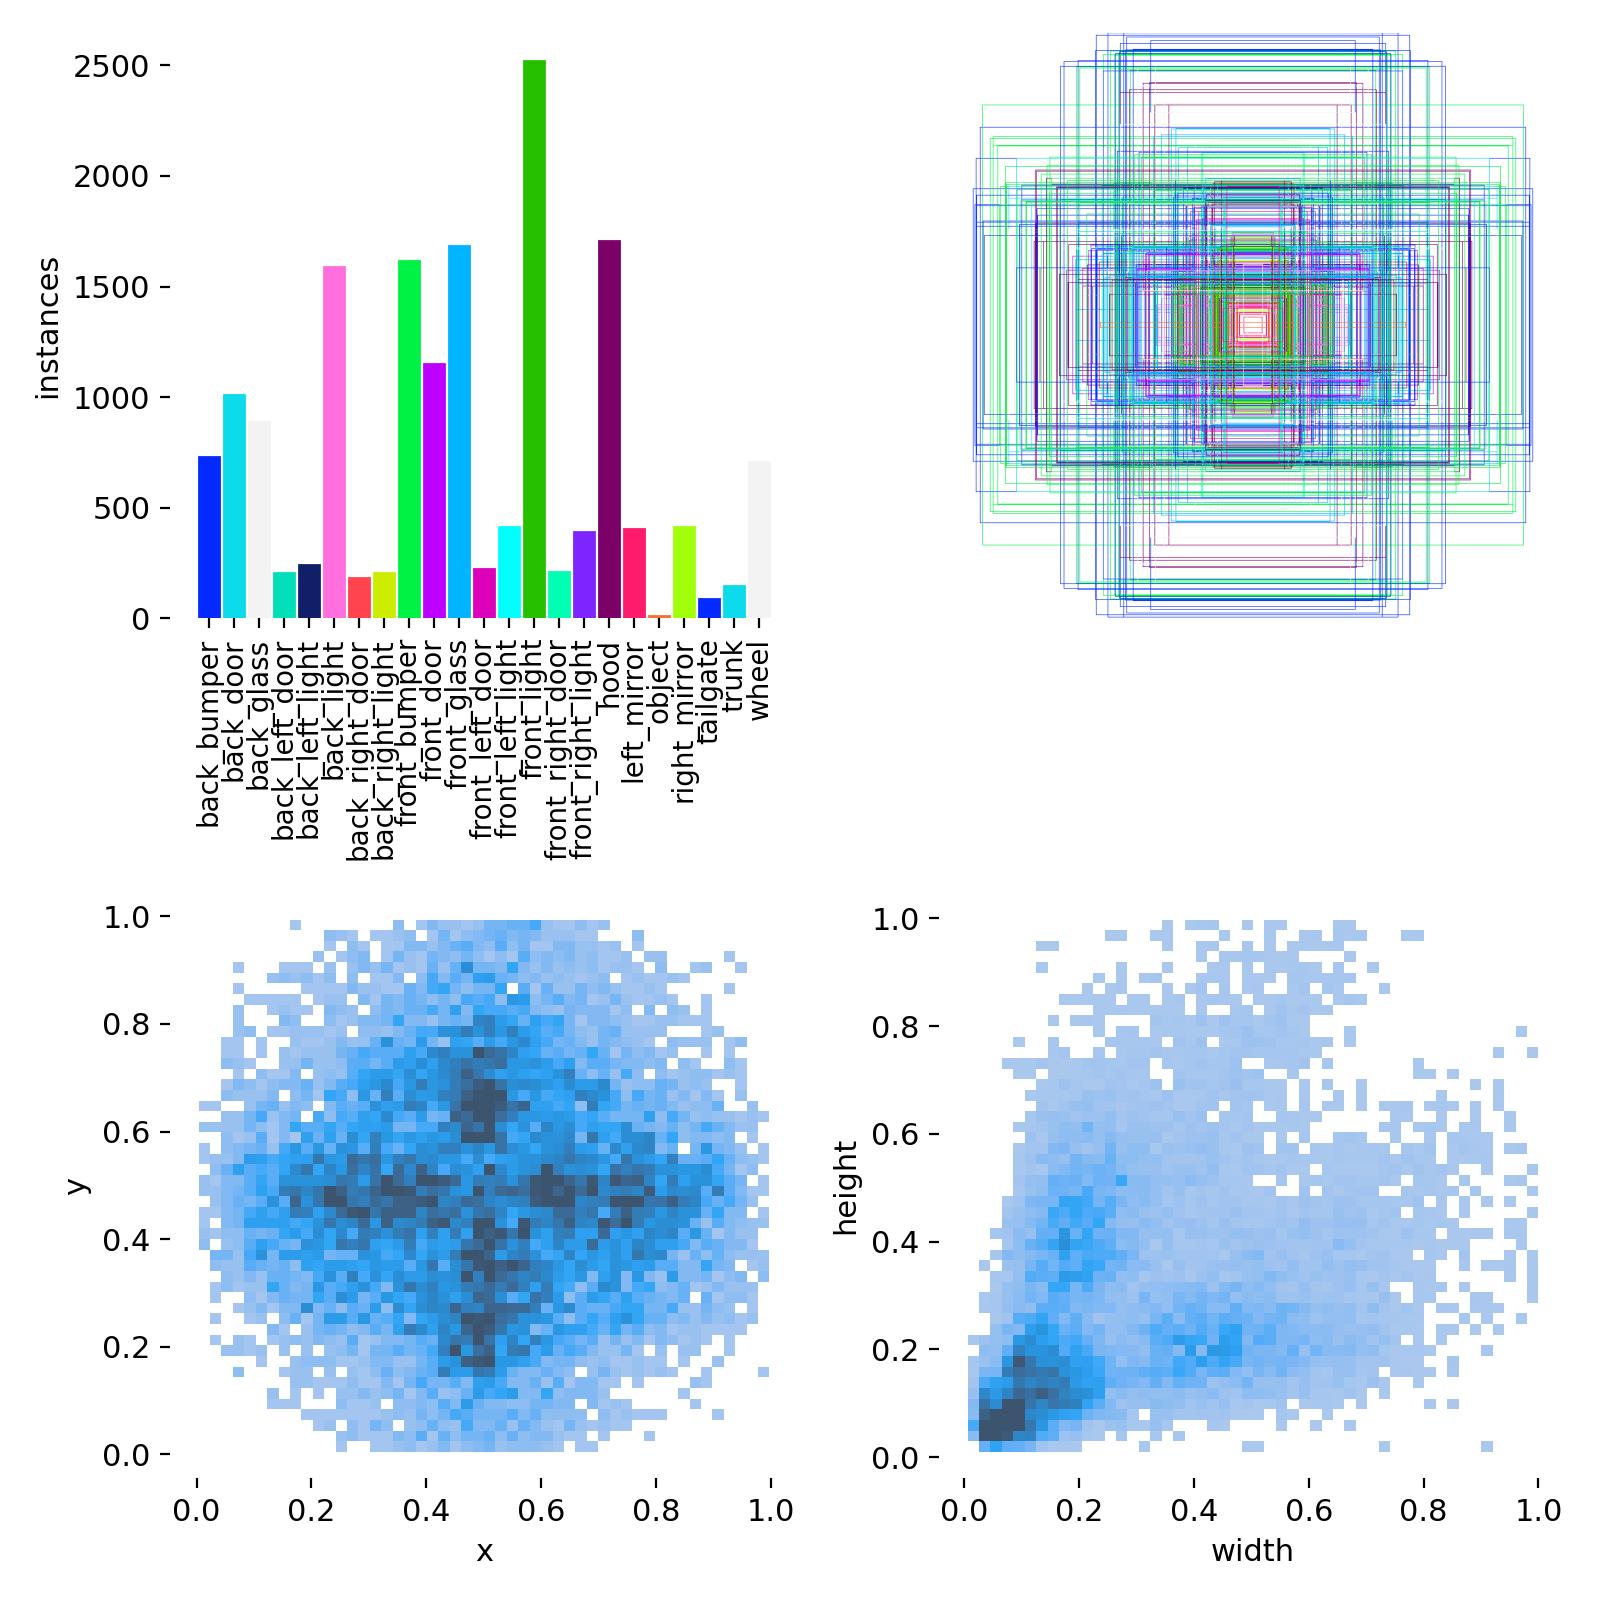 2500
2000
1500
1000
500
0
instances
back_bumper
back_door
back_glass
back_left_door
back_left_light
back_light
back_right_door
back_right_light
front_bumper
front_door
front_glass
front_left_door
front_left_light
front_light
front_right_door
front_right_light
hood
left_mirror
object
right_mirror
tailgate
trunk
wheel
1.0
0.8
0.6
0.4
0.2
0.0
y
0.0 0.2 0.4 0.6 0.8 1.0
x
1.0
0.8
0.6
0.4
0.2
0.0
height
0.0 0.2 0.4 0.6 0.8 1.0
width